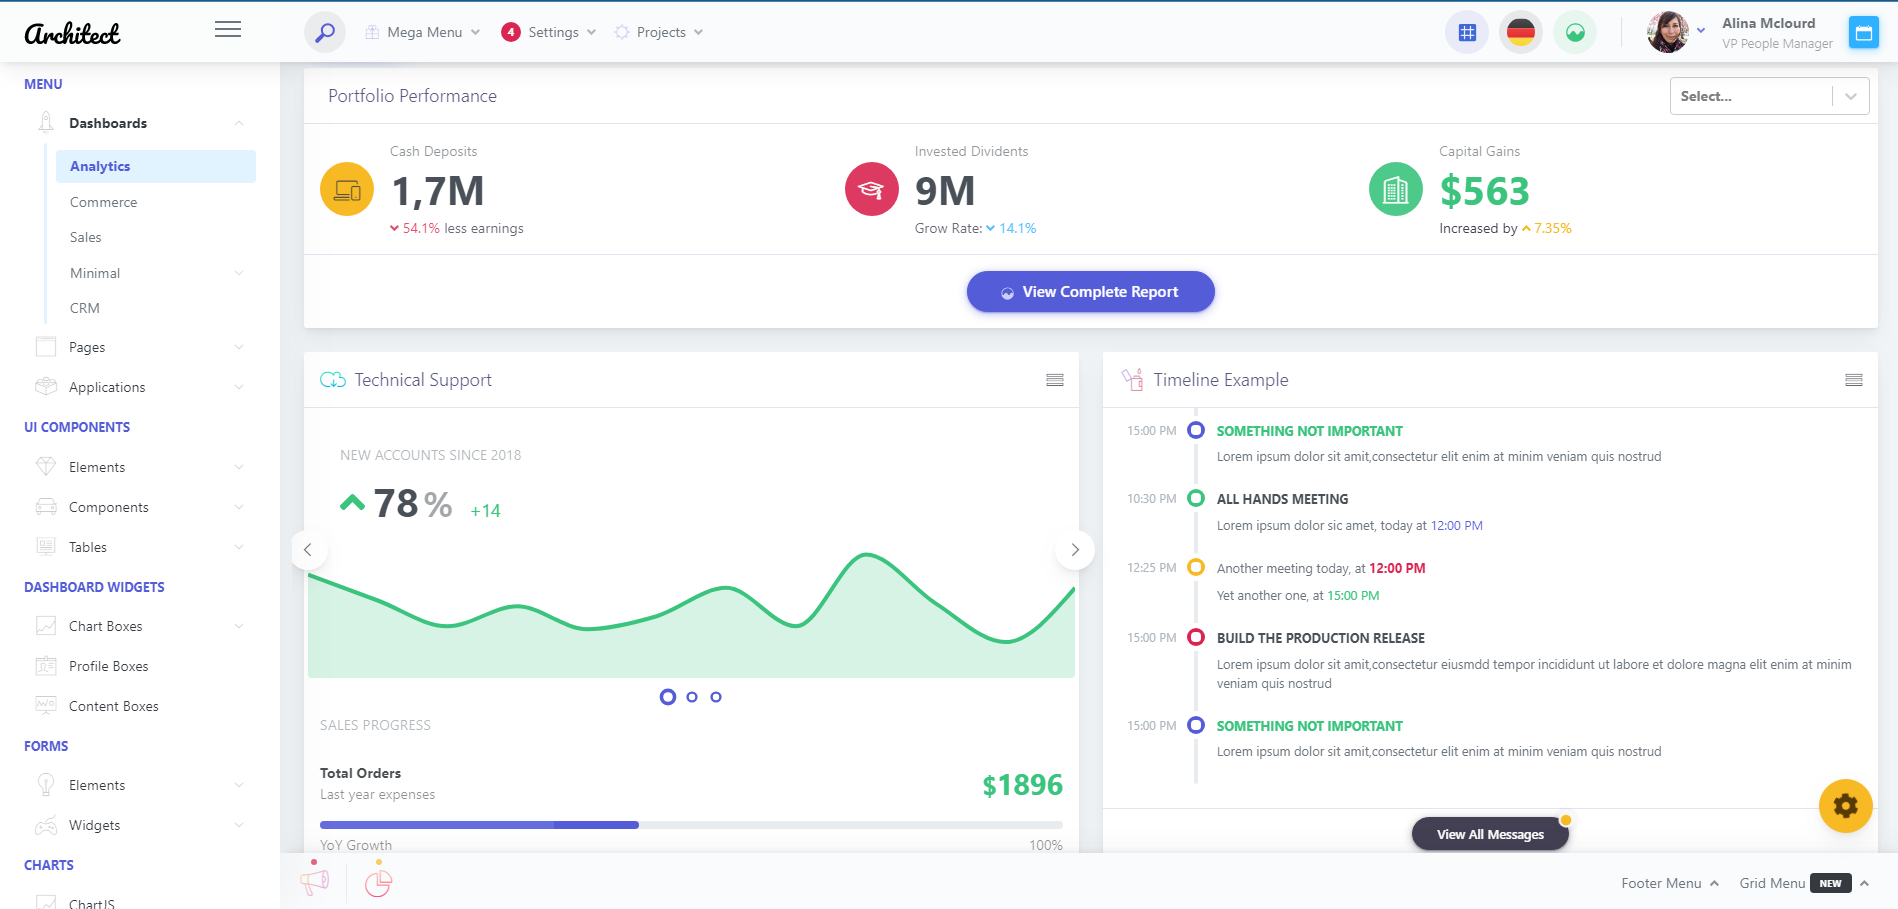 Architect
Mega Menu
4
Settings
Projects
Alina Mclourd
VP People Manager
MENU
Dashboards
Analytics
Commerce
Sales
Minimal
CRM
Pages
Applications
UI COMPONENTS
Elements
Components
Tables
DASHBOARD WIDGETS
Chart Boxes
Profile Boxes
Content Boxes
FORMS
Elements
Widgets
CHARTS
ChartJS
Portfolio Performance
Select...
Cash Deposits
1,7M
54.1% less earnings
Invested Dividents
9M
Grow Rate: 14.1%
Capital Gains
$563
Increased by 7.35%
View Complete Report
Technical Support
NEW ACCOUNTS SINCE 2018
78 % +14
SALES PROGRESS
Total Orders
Last year expenses
$1896
YoY Growth
100%
Timeline Example
15:00 PM
SOMETHING NOT IMPORTANT
Lorem ipsum dolor sit amit,consectetur elit enim at minim veniam quis nostrud
10:30 PM
ALL HANDS MEETING
Lorem ipsum dolor sic amet, today at 12:00 PM
12:25 PM
Another meeting today, at 12:00 PM
Yet another one, at 15:00 PM
15:00 PM
BUILD THE PRODUCTION RELEASE
Lorem ipsum dolor sit amit,consectetur eiusmdd tempor incididunt ut labore et dolore magna elit enim at minim
veniam quis nostrud
15:00 PM
SOMETHING NOT IMPORTANT
Lorem ipsum dolor sit amit,consectetur elit enim at minim veniam quis nostrud
View All Messages
Footer Menu
Grid Menu
NEW